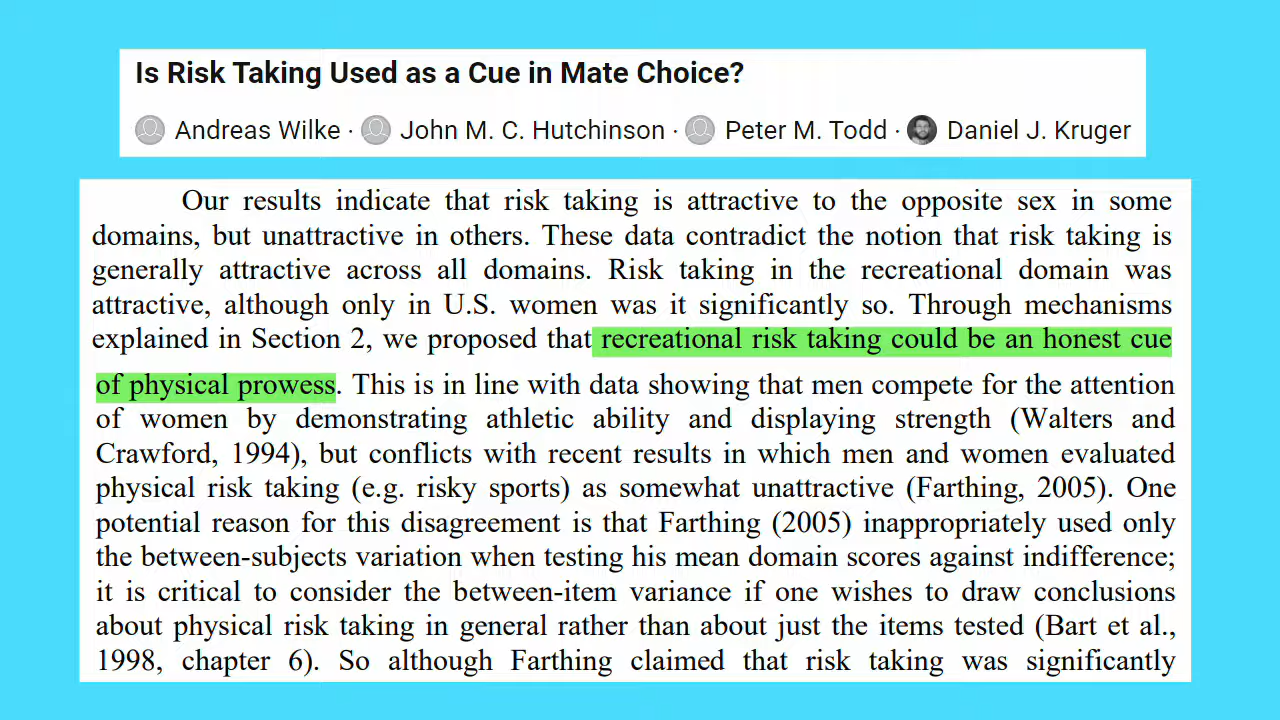 Is Risk Taking Used as a Cue in Mate Choice?
Andreas Wilke · John M. C. Hutchinson · Peter M. Todd · Daniel J. Kruger
Our results indicate that risk taking is attractive to the opposite sex in some
domains, but unattractive in others. These data contradict the notion that risk taking is
generally attractive across all domains. Risk taking in the recreational domain was
attractive, although only in U.S. women was it significantly so. Through mechanisms
explained in Section 2, we proposed that recreational risk taking could be an honest cue
of physical prowess. This is in line with data showing that men compete for the attention
of women by demonstrating athletic ability and displaying strength (Walters and
Crawford, 1994), but conflicts with recent results in which men and women evaluated
physical risk taking (e.g. risky sports) as somewhat unattractive (Farthing, 2005). One
potential reason for this disagreement is that Farthing (2005) inappropriately used only
the between-subjects variation when testing his mean domain scores against indifference;
it is critical to consider the between-item variance if one wishes to draw conclusions
about physical risk taking in general rather than about just the items tested (Bart et al.,
1998, chapter 6). So although Farthing claimed that risk taking was significantly